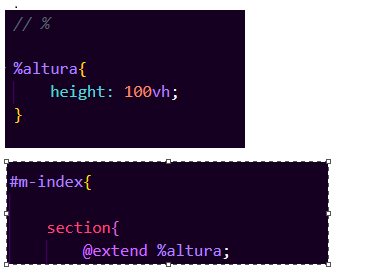 // %
%altura{
height: 100vh;
}
#m-index{
section{
@extend %altura;